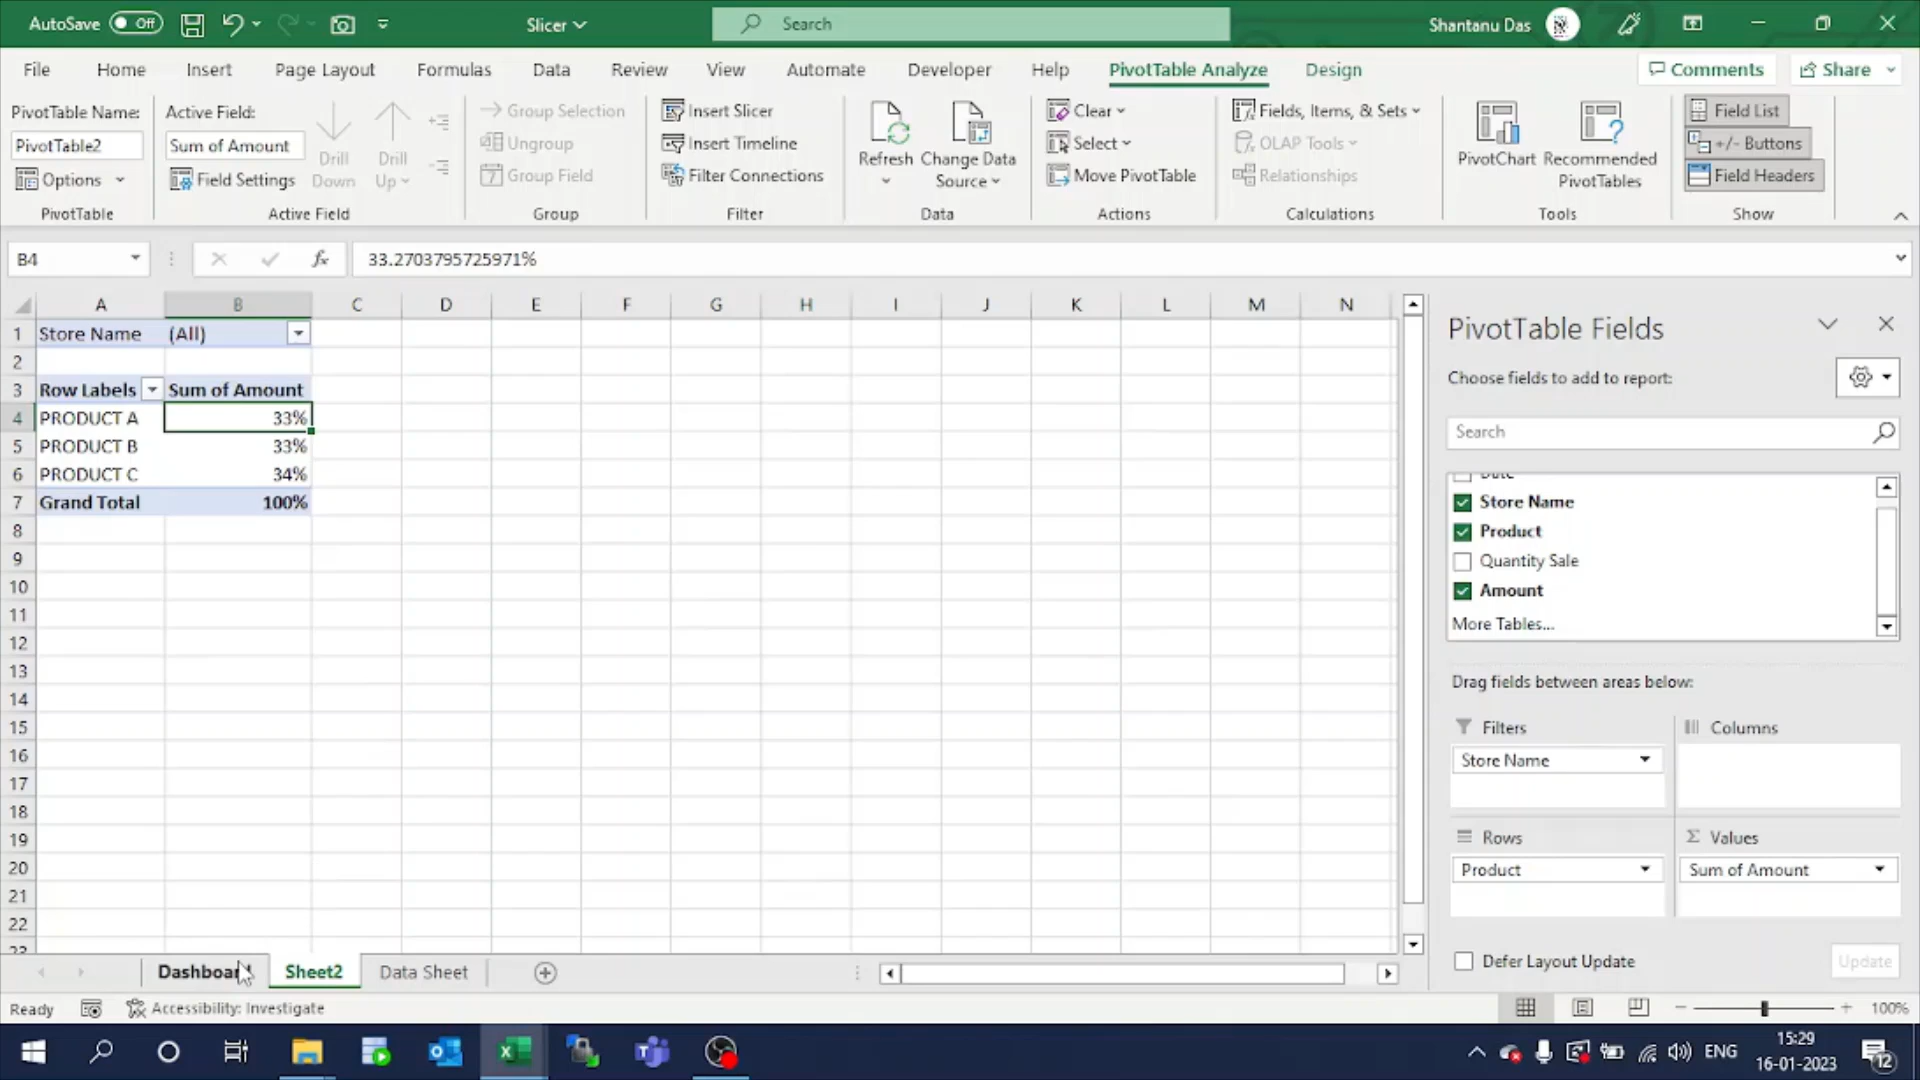 AutoSave Off Slicer Search Shantanu Das
File Home Insert Page Layout Formulas Data Review View Automate Developer Help PivotTable Analyze Design Comments Share
PivotTable Name:
PivotTable2
Options
PivotTable
Active Field:
Sum of Amount
Field Settings
Drill Down
Drill Up
Active Field
Group Selection
Ungroup
Group Field
Group
Insert Slicer
Insert Timeline
Filter Connections
Filter
Refresh
Change Data Source
Data
Clear
Select
Move PivotTable
Actions
Fields, Items, & Sets
OLAP Tools
Relationships
Calculations
PivotChart
Recommended PivotTables
Tools
Field List
+/- Buttons
Field Headers
Show
B4 fx 33.2703795725971%
A B C D E F G H I J K L M N
1 Store Name (All)
2
3 Row Labels Sum of Amount
4 PRODUCT A 33%
5 PRODUCT B 33%
6 PRODUCT C 34%
7 Grand Total 100%
8
9
10
11
12
13
14
15
16
17
18
19
20
21
22
23
PivotTable Fields
Choose fields to add to report:
Search
Date
Store Name
Product
Quantity Sale
Amount
More Tables...
Drag fields between areas below:
Filters
Store Name
Columns
Rows
Product
Σ Values
Sum of Amount
Defer Layout Update Update
Dashboard Sheet2 Data Sheet
Ready Accessibility: Investigate 100%
ENG 15:29
16-01-2023
12